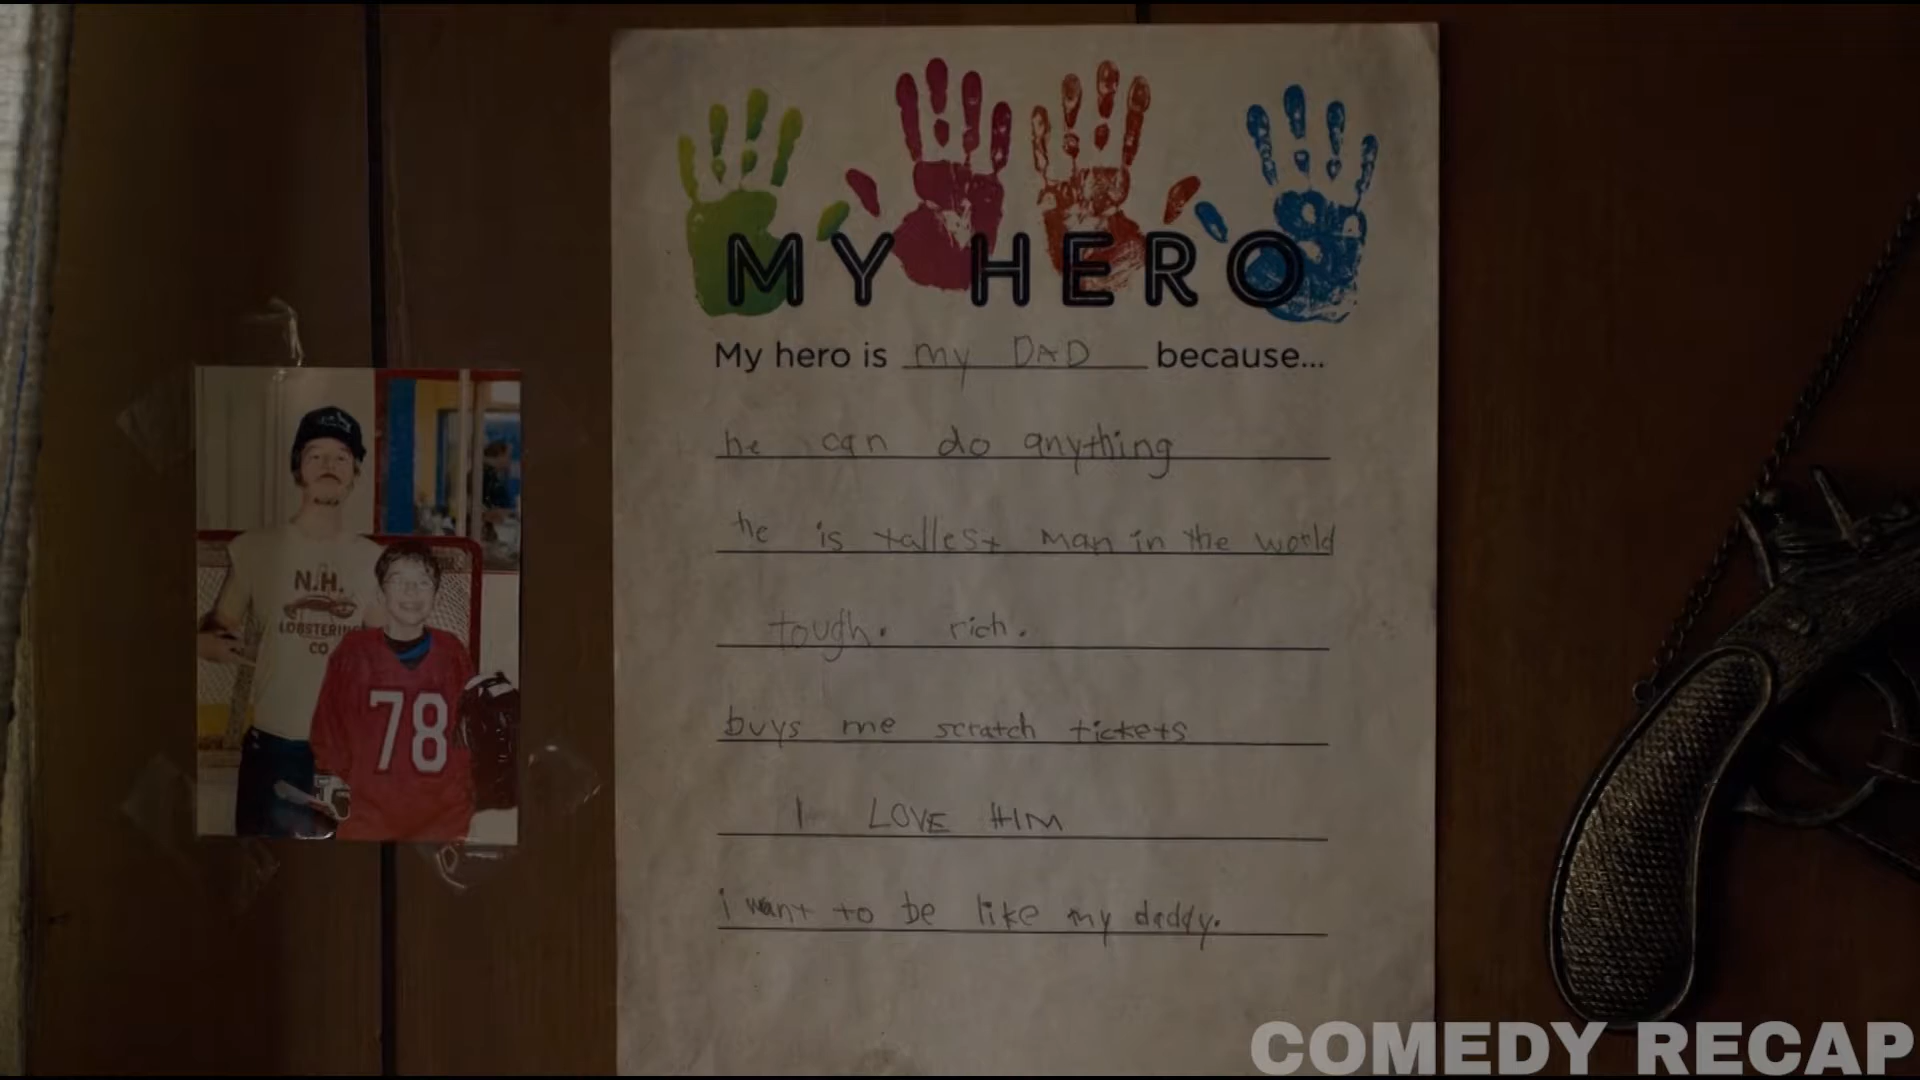 MY HERO
My hero is my DAD because...
he can do anything
he is tallest man in the world
tough. rich.
buys me scratch tickets
I LOVE HIM
i want to be like my daddy.
N.H.
LOBSTERING
CO
78
COMEDY RECAP